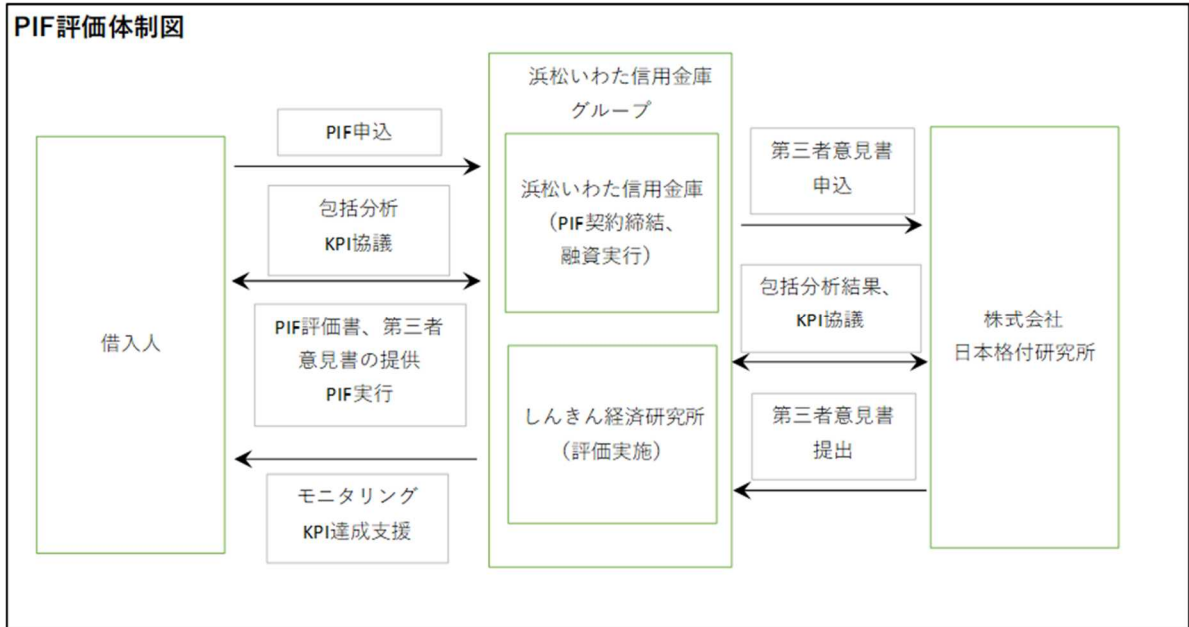 PIF評価体制図
借入人
PIF申込
包括分析
KPI協議
PIF評価書、第三者
意見書の提供
PIF実行
モニタリング
KPI達成支援
浜松いわた信用金庫
グループ
浜松いわた信用金庫
（PIF契約締結、
融資実行）
しんきん経済研究所
（評価実施）
第三者意見書
申込
包括分析結果、
KPI協議
第三者意見書
提出
株式会社
日本格付研究所